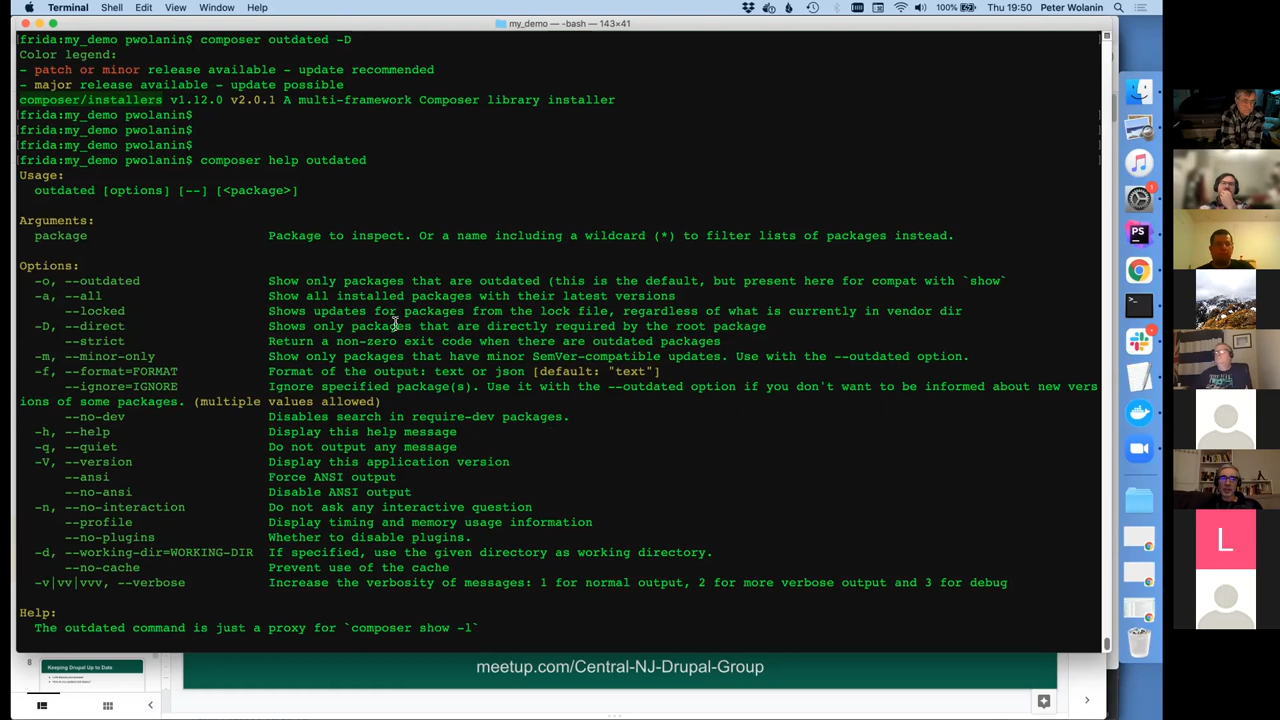 Terminal Shell Edit View Window Help 100% Thu 19:50 Peter Wolanin
my_demo — -bash — 143×41
frida:my_demo pwolanin$ composer outdated -D
Color legend:
- patch or minor release available - update recommended
- major release available - update possible
composer/installers v1.12.0 v2.0.1 A multi-framework Composer library installer
frida:my_demo pwolanin$
frida:my_demo pwolanin$
frida:my_demo pwolanin$
frida:my_demo pwolanin$ composer help outdated
Usage:
outdated [options] [--] [<package>]
Arguments:
package Package to inspect. Or a name including a wildcard (*) to filter lists of packages instead.
Options:
-o, --outdated Show only packages that are outdated (this is the default, but present here for compat with `show`
-a, --all Show all installed packages with their latest versions
--locked Shows updates for packages from the lock file, regardless of what is currently in vendor dir
-D, --direct Shows only packages that are directly required by the root package
--strict Return a non-zero exit code when there are outdated packages
-m, --minor-only Show only packages that have minor SemVer-compatible updates. Use with the --outdated option.
-f, --format=FORMAT Format of the output: text or json [default: "text"]
--ignore=IGNORE Ignore specified package(s). Use it with the --outdated option if you don't want to be informed about new vers
ions of some packages. (multiple values allowed)
--no-dev Disables search in require-dev packages.
-h, --help Display this help message
-q, --quiet Do not output any message
-V, --version Display this application version
--ansi Force ANSI output
--no-ansi Disable ANSI output
-n, --no-interaction Do not ask any interactive question
--profile Display timing and memory usage information
--no-plugins Whether to disable plugins.
-d, --working-dir=WORKING-DIR If specified, use the given directory as working directory.
--no-cache Prevent use of the cache
-v|vv|vvv, --verbose Increase the verbosity of messages: 1 for normal output, 2 for more verbose output and 3 for debug
Help:
The outdated command is just a proxy for `composer show -l`
8
Keeping Drupal Up to Date
meetup.com/Central-NJ-Drupal-Group
PS
L